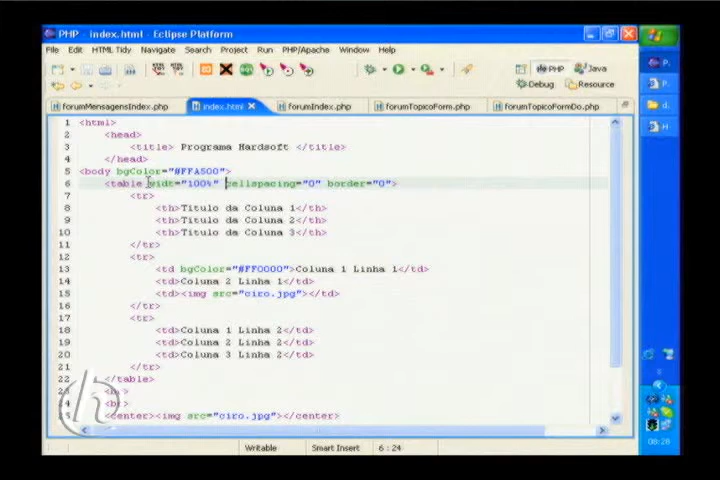 PHP - index.html - Eclipse Platform
File Edit HTML Tidy Navigate Search Project Run PHP/Apache Window Help
PHP Java
Debug Resource
forumMensagensIndex.php index.html forumIndex.php forumTopicoForm.php forumTopicoFormDo.php
1 <html>
2 <head>
3 <title> Programa Hardsoft </title>
4 </head>
5 <body bgColor="#FFA500">
6 <table widt="100%" cellspacing="0" border="0">
7 <tr>
8 <th>Titulo da Coluna 1</th>
9 <th>Titulo da Coluna 2</th>
10 <th>Titulo da Coluna 3</th>
11 </tr>
12 <tr>
13 <td bgColor="#FF0000">Coluna 1 Linha 1</td>
14 <td>Coluna 2 Linha 1</td>
15 <td><img src="ciro.jpg"></td>
16 </tr>
17 <tr>
18 <td>Coluna 1 Linha 2</td>
19 <td>Coluna 2 Linha 2</td>
20 <td>Coluna 3 Linha 2</td>
21 </tr>
22 </table>
<br>
<center><img src="ciro.jpg"></center>
Writable Smart Insert 6 : 24
P.
P.
d.
H
08:28
h